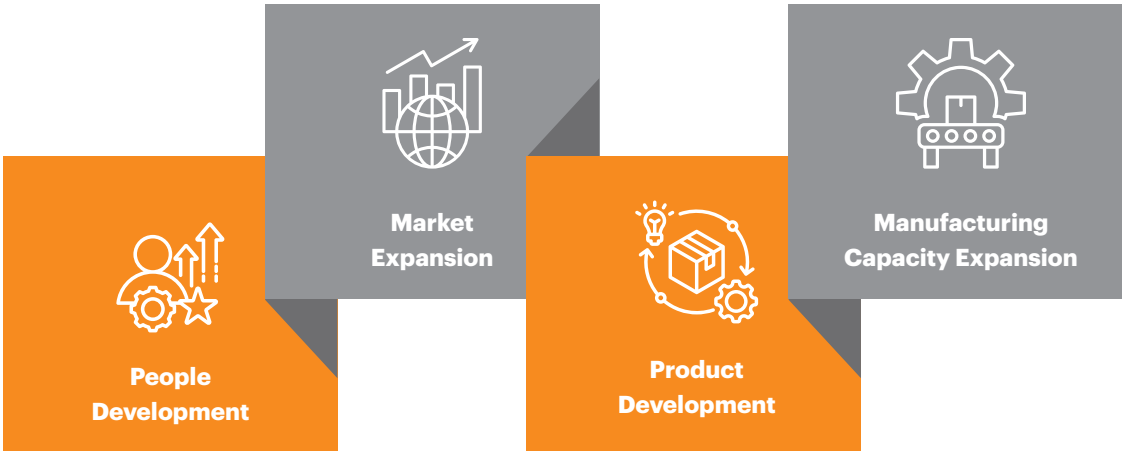 People
Development
Market
Expansion
Product
Development
Manufacturing
Capacity Expansion